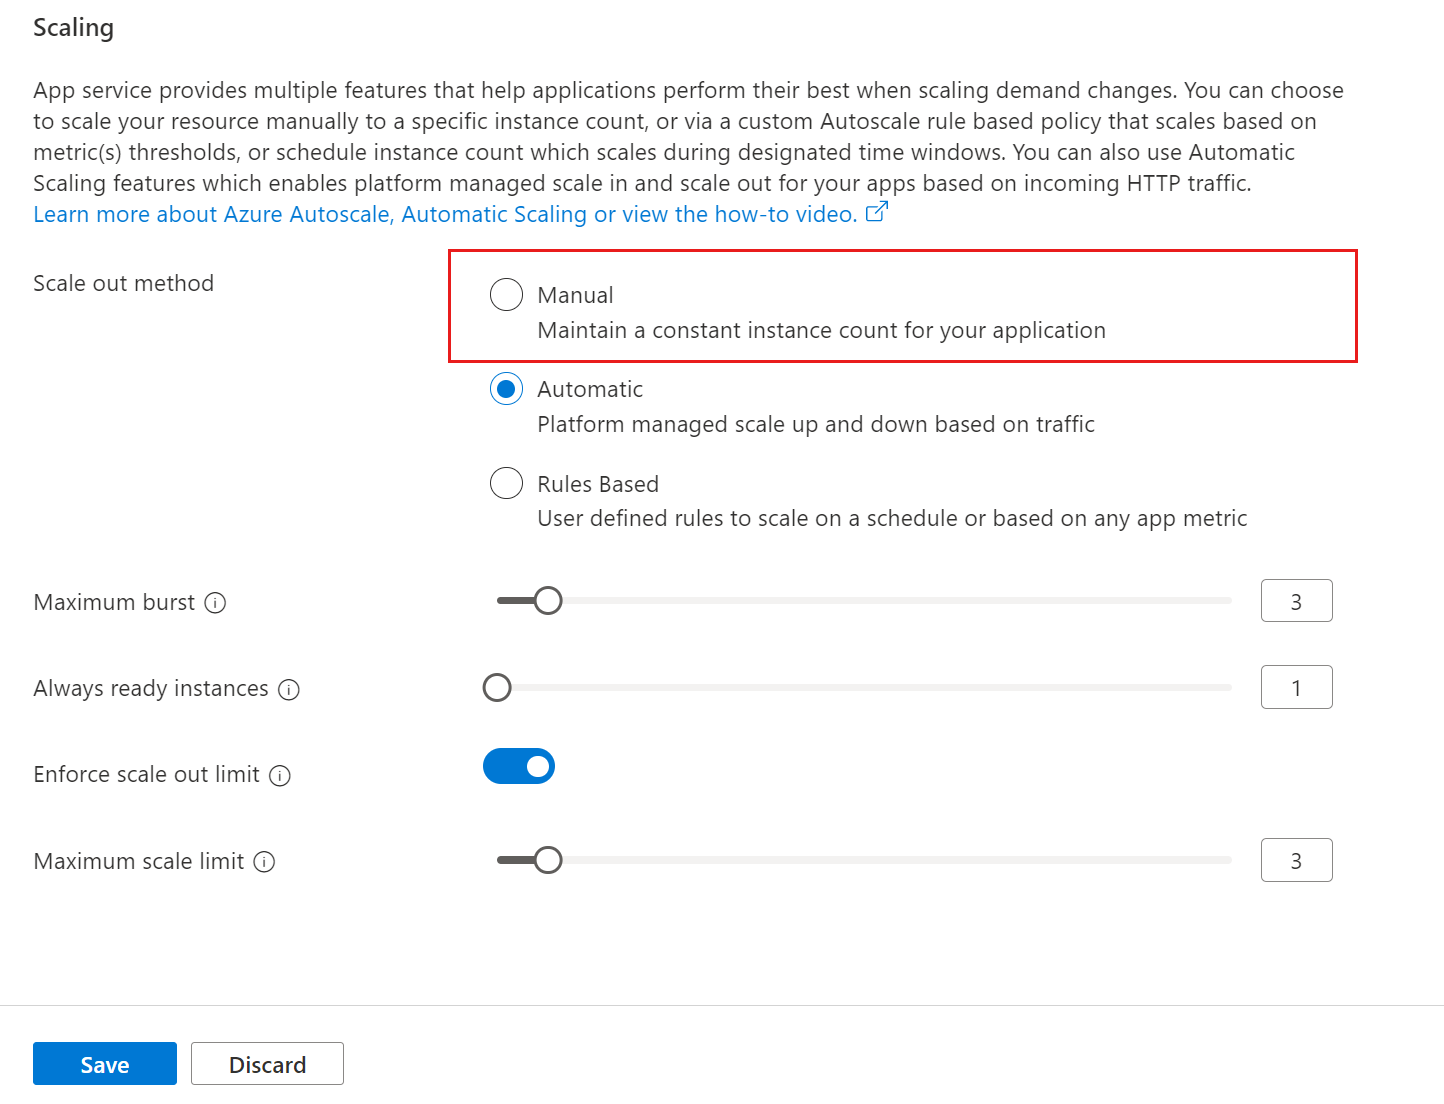 Scaling
App service provides multiple features that help applications perform their best when scaling demand changes. You can choose
to scale your resource manually to a specific instance count, or via a custom Autoscale rule based policy that scales based on
metric(s) thresholds, or schedule instance count which scales during designated time windows. You can also use Automatic
Scaling features which enables platform managed scale in and scale out for your apps based on incoming HTTP traffic.
Learn more about Azure Autoscale, Automatic Scaling or view the how-to video.
Scale out method
Manual
Maintain a constant instance count for your application
Automatic
Platform managed scale up and down based on traffic
Rules Based
User defined rules to scale on a schedule or based on any app metric
Maximum burst 3
Always ready instances 1
Enforce scale out limit
Maximum scale limit 3
Save Discard